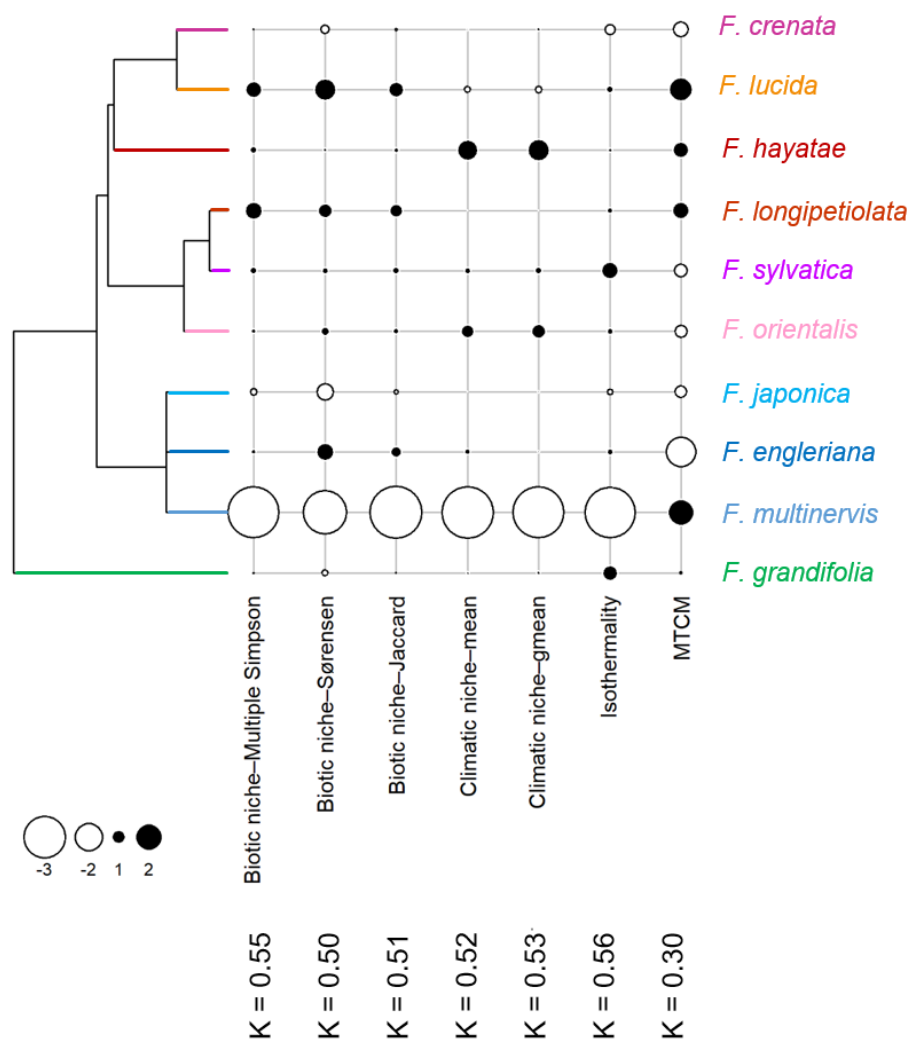 F. crenata
F. lucida
F. hayatae
F. longipetiolata
F. sylvatica
F. orientalis
F. japonica
F. engleriana
F. multinervis
F. grandifolia
Biotic niche–Multiple Simpson
Biotic niche–Sørensen
Biotic niche–Jaccard
Climatic niche–mean
Climatic niche–gmean
Isothermality
MTCM
-3 -2 1 2
K = 0.55
K = 0.50
K = 0.51
K = 0.52
K = 0.53
K = 0.56
K = 0.30